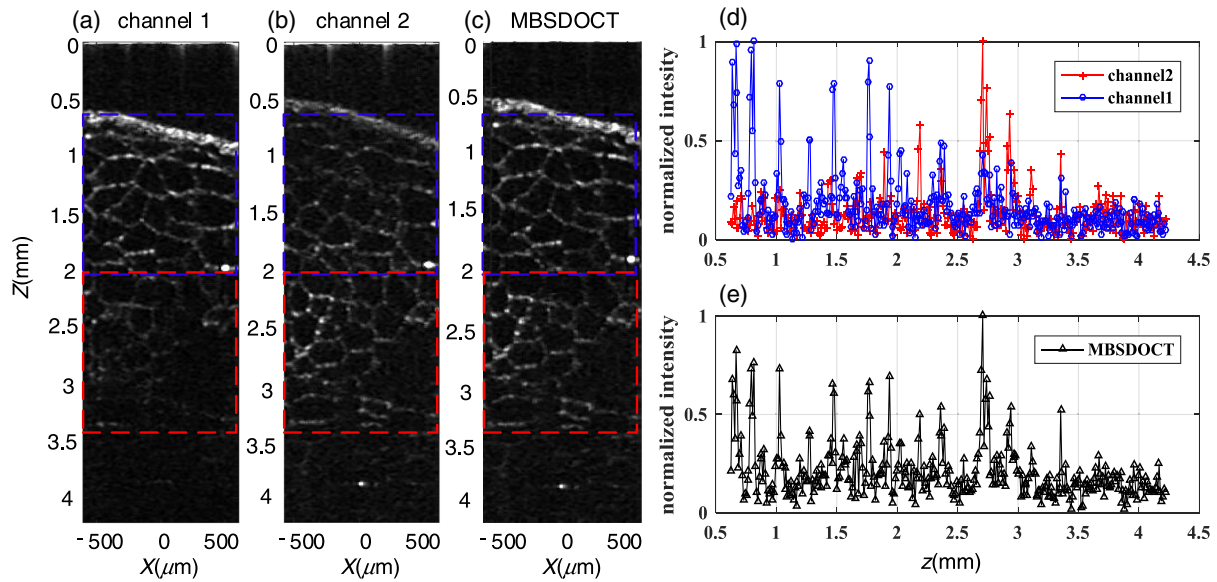 (a) channel 1
(b) channel 2
(c) MBSDOCT
Z(mm)
0
0.5
1
1.5
2
2.5
3
3.5
4
-500 0 500
X(μm)
0
0.5
1
1.5
2
2.5
3
3.5
4
-500 0 500
X(μm)
0
0.5
1
1.5
2
2.5
3
3.5
4
-500 0 500
X(μm)
(d)
normalized intesity
1
0.5
0
channel2
channel1
0.5 1 1.5 2 2.5 3 3.5 4 4.5
(e)
normalized intesity
1
0.5
0
MBSDOCT
0.5 1 1.5 2 2.5 3 3.5 4 4.5
z(mm)